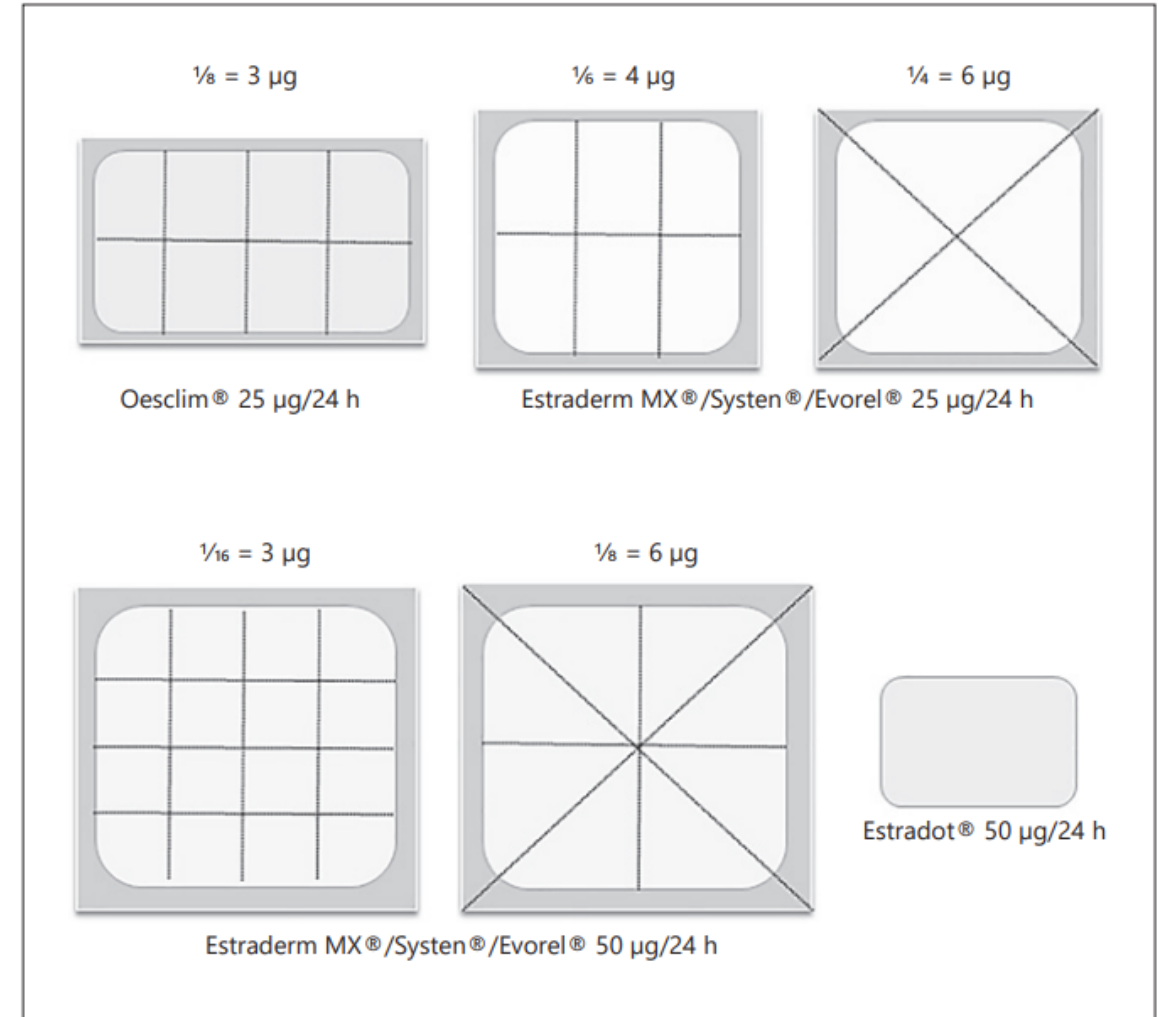 ⅛ = 3 µg
⅙ = 4 µg
¼ = 6 µg
Oesclim® 25 µg/24 h
Estraderm MX®/Systen®/Evorel® 25 µg/24 h
¹⁄₁₆ = 3 µg
⅛ = 6 µg
Estradot® 50 µg/24 h
Estraderm MX®/Systen®/Evorel® 50 µg/24 h